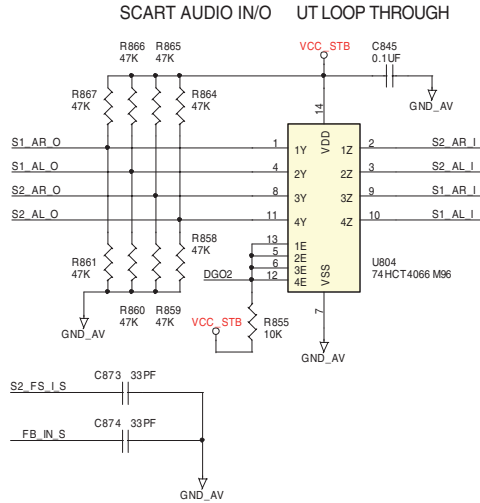 SCART AUDIO IN/O UT LOOP THROUGH
R866 R865
47K 47K
VCC_STB
C845
0.1UF
R867
47K
R864
47K
GND_AV
14
VDD
S1_AR_O 1 1Y 1Z 2 S2_AR_I
S1_AL_O 4 2Y 2Z 3 S2_AL_I
S2_AR_O 8 3Y 3Z 9 S1_AR_I
S2_AL_O 11 4Y 4Z 10 S1_AL_I
13 1E
5 2E
6 3E
DGO2 12 4E
VSS
U804
74HCT4066 M96
R861
47K
R858
47K
R860 R859
47K 47K
GND_AV
VCC_STB
R855
10K
7
GND_AV
S2_FS_I_S
C873 33PF
FB_IN_S
C874 33PF
GND_AV